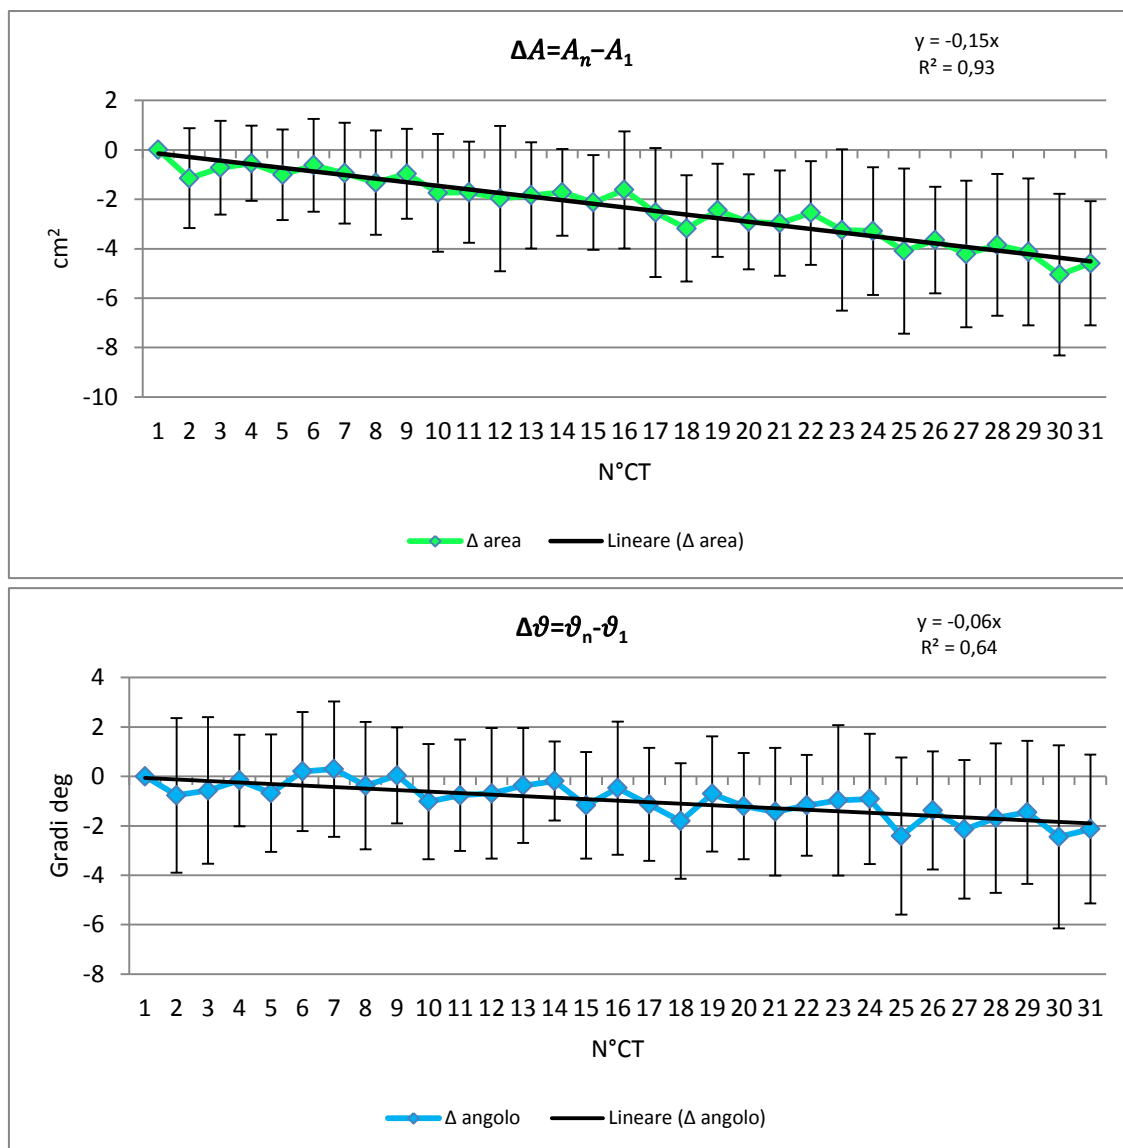 ΔA=Aₙ−A₁
y = -0,15x
R² = 0,93
2
0
-2
-4
-6
-8
-10
cm²
1 2 3 4 5 6 7 8 9 10 11 12 13 14 15 16 17 18 19 20 21 22 23 24 25 26 27 28 29 30 31
N°CT
Δ area Lineare (Δ area)
Δϑ=ϑₙ-ϑ₁
y = -0,06x
R² = 0,64
4
2
0
-2
-4
-6
-8
Gradi deg
1 2 3 4 5 6 7 8 9 10 11 12 13 14 15 16 17 18 19 20 21 22 23 24 25 26 27 28 29 30 31
N°CT
Δ angolo Lineare (Δ angolo)